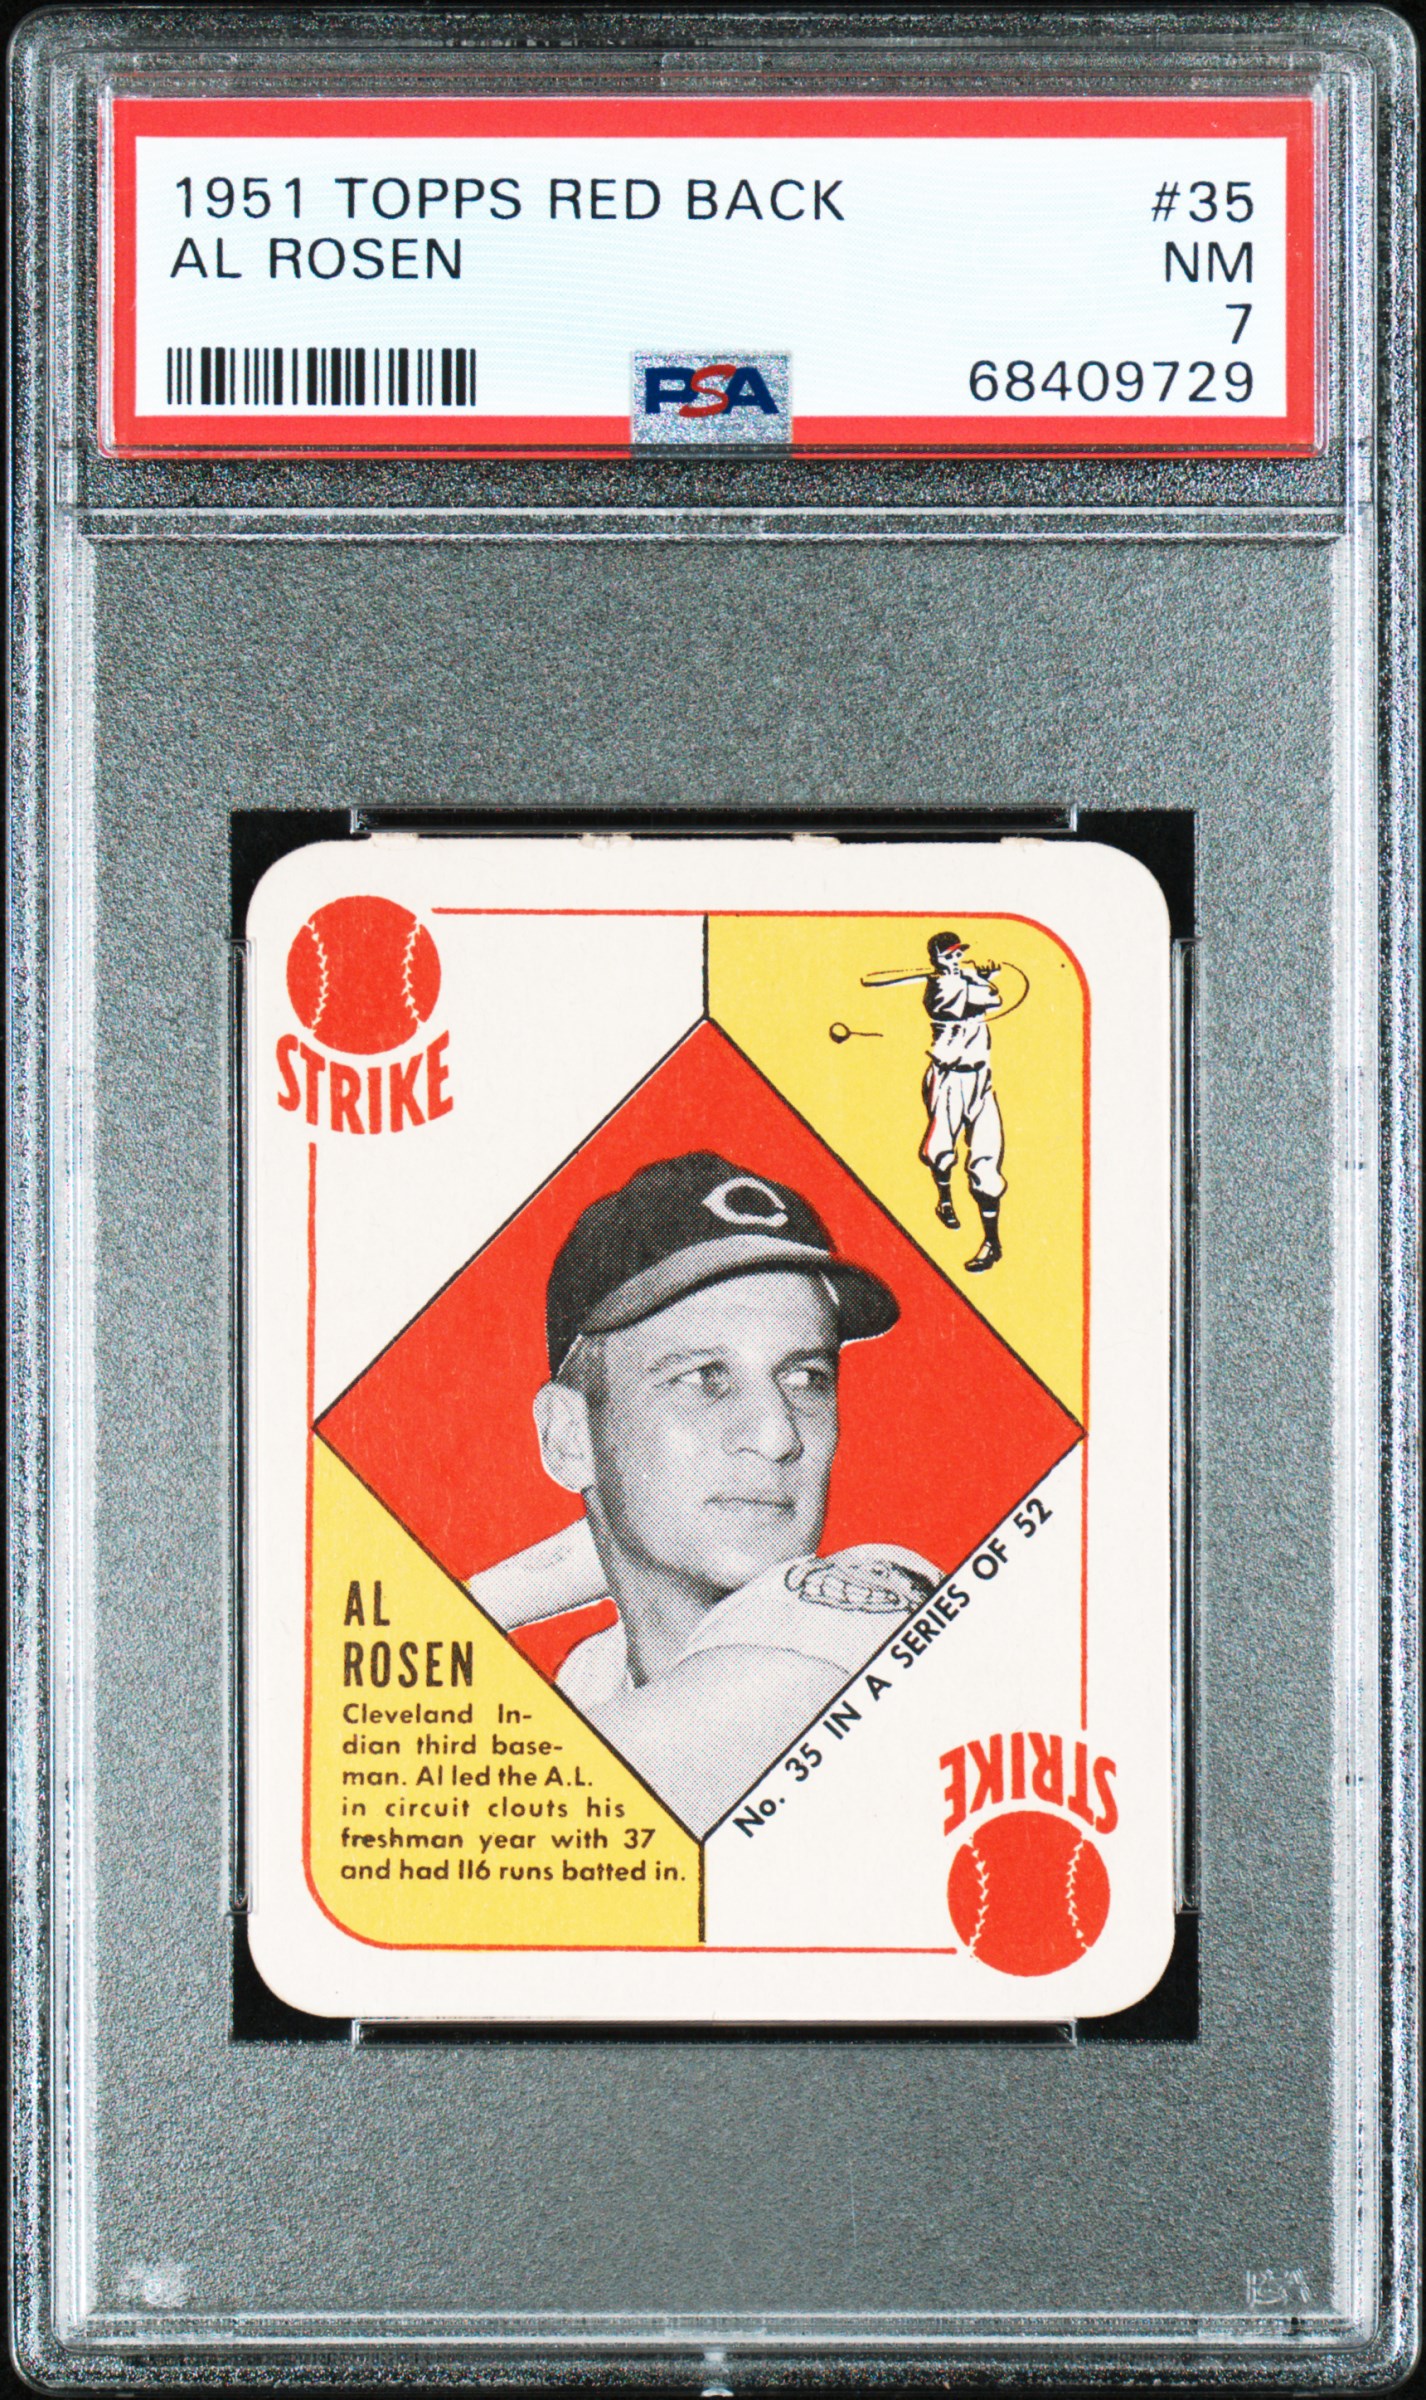 1951 TOPPS RED BACK #35
AL ROSEN NM
7
PSA 68409729
STRIKE
AL
ROSEN
Cleveland In-
dian third base-
man. Al led the A.L.
in circuit clouts his
freshman year with 37
and had 116 runs batted in.
No. 35 IN A SERIES OF 52
STRIKE
PSA